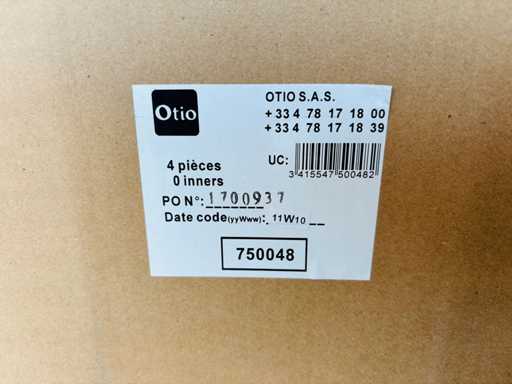 Otio
OTIO S.A.S.
+ 33 4 78 17 18 00
+ 33 4 78 17 18 39
4 pièces
0 inners
UC:
3 415547 500482
PO N°: 1700937
Date code(yyWww): 11W10
750048